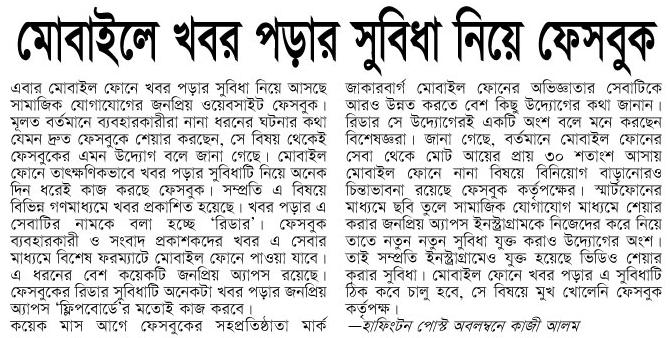 মোবাইলে খবর পড়ার সুবিধা নিয়ে ফেসবুক
এবার মোবাইল ফোনে খবর পড়ার সুবিধা নিয়ে আসছে
সামাজিক যোগাযোগের জনপ্রিয় ওয়েবসাইট ফেসবুক।
মূলত বর্তমানে ব্যবহারকারীরা নানা ধরনের ঘটনার কথা
যেমন দ্রুত ফেসবুকে শেয়ার করছেন, সে বিষয় থেকেই
ফেসবুকের এমন উদ্যোগ বলে জানা গেছে। মোবাইল
ফোনে তাৎক্ষণিকভাবে খবর পড়ার সুবিধাটি নিয়ে অনেক
দিন ধরেই কাজ করছে ফেসবুক। সম্প্রতি এ বিষয়ে
বিভিন্ন গণমাধ্যমে খবর প্রকাশিত হয়েছে। খবর পড়ার এ
সেবাটির নামকে বলা হচ্ছে ‘রিডার’। ফেসবুক
ব্যবহারকারী ও সংবাদ প্রকাশকদের খবর এ সেবার
মাধ্যমে বিশেষ ফরম্যাটে মোবাইল ফোনে পাওয়া যাবে।
এ ধরনের বেশ কয়েকটি জনপ্রিয় অ্যাপস রয়েছে।
ফেসবুকের রিডার সুবিধাটি অনেকটা খবর পড়ার জনপ্রিয়
অ্যাপস ‘ফ্লিপবোর্ডে’র মতোই কাজ করবে।
কয়েক মাস আগে ফেসবুকের সহপ্রতিষ্ঠাতা মার্ক
জাকারবার্গ মোবাইল ফোনের অভিজ্ঞতার সেবাটিকে
আরও উন্নত করতে বেশ কিছু উদ্যোগের কথা জানান।
রিডার সে উদ্যোগেরই একটি অংশ বলে মনে করছেন
বিশেষজ্ঞরা। জানা গেছে, বর্তমানে মোবাইল ফোনের
সেবা থেকে মোট আয়ের প্রায় ৩০ শতাংশ আসায়
মোবাইল ফোনে নানা বিষয়ে বিনিয়োগ বাড়ানোরও
চিন্তাভাবনা রয়েছে ফেসবুক কর্তৃপক্ষের। স্মার্টফোনের
মাধ্যমে ছবি তুলে সামাজিক যোগাযোগ মাধ্যমে শেয়ার
করার জনপ্রিয় অ্যাপস ইনস্ট্রাগ্রামকে নিজেদের করে নিয়ে
তাতে নতুন নতুন সুবিধা যুক্ত করাও উদ্যোগের অংশ।
তাই সম্প্রতি ইনস্ট্রাগ্রামেও যুক্ত হয়েছে ভিডিও শেয়ার
করার সুবিধা। মোবাইল ফোনে খবর পড়ার এ সুবিধাটি
ঠিক কবে চালু হবে, সে বিষয়ে মুখ খোলেনি ফেসবুক
কর্তৃপক্ষ।
—হাফিংটন পোস্ট অবলম্বনে কাজী আলম